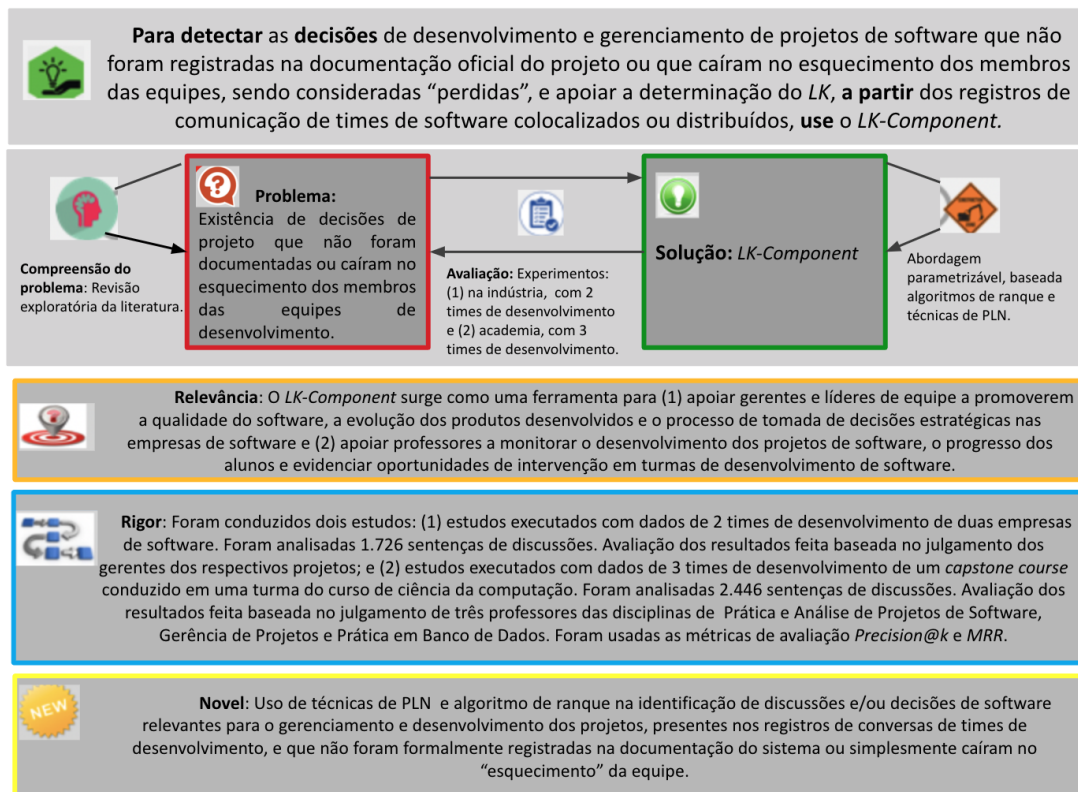 Para detectar as decisões de desenvolvimento e gerenciamento de projetos de software que não
foram registradas na documentação oficial do projeto ou que caíram no esquecimento dos membros
das equipes, sendo consideradas “perdidas”, e apoiar a determinação do LK, a partir dos registros de
comunicação de times de software colocalizados ou distribuídos, use o LK-Component.
Compreensão do
problema: Revisão
exploratória da literatura.
Problema:
Existência de decisões de
projeto que não foram
documentadas ou caíram no
esquecimento dos membros
das equipes de
desenvolvimento.
Avaliação: Experimentos:
(1) na indústria, com 2
times de desenvolvimento
e (2) academia, com 3
times de desenvolvimento.
Solução: LK-Component
Abordagem
parametrizável, baseada
algoritmos de ranque e
técnicas de PLN.
Relevância: O LK-Component surge como uma ferramenta para (1) apoiar gerentes e líderes de equipe a promoverem
a qualidade do software, a evolução dos produtos desenvolvidos e o processo de tomada de decisões estratégicas nas
empresas de software e (2) apoiar professores a monitorar o desenvolvimento dos projetos de software, o progresso dos
alunos e evidenciar oportunidades de intervenção em turmas de desenvolvimento de software.
Rigor: Foram conduzidos dois estudos: (1) estudos executados com dados de 2 times de desenvolvimento de duas empresas
de software. Foram analisadas 1.726 sentenças de discussões. Avaliação dos resultados feita baseada no julgamento dos
gerentes dos respectivos projetos; e (2) estudos executados com dados de 3 times de desenvolvimento de um capstone course
conduzido em uma turma do curso de ciência da computação. Foram analisadas 2.446 sentenças de discussões. Avaliação dos
resultados feita baseada no julgamento de três professores das disciplinas de Prática e Análise de Projetos de Software,
Gerência de Projetos e Prática em Banco de Dados. Foram usadas as métricas de avaliação Precision@k e MRR.
NEW
Novel: Uso de técnicas de PLN e algoritmo de ranque na identificação de discussões e/ou decisões de software
relevantes para o gerenciamento e desenvolvimento dos projetos, presentes nos registros de conversas de times de
desenvolvimento, e que não foram formalmente registradas na documentação do sistema ou simplesmente caíram no
“esquecimento” da equipe.